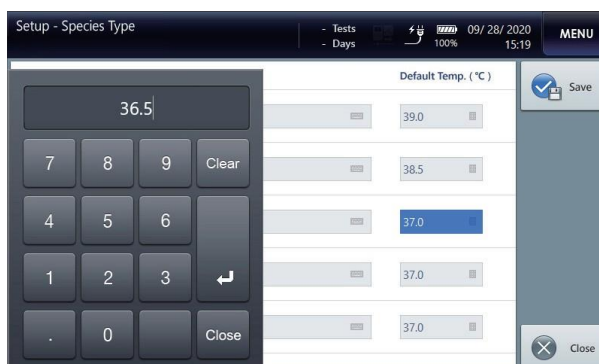 Setup - Species Type
- Tests
- Days
100%
09/ 28/ 2020
15:19
MENU
Default Temp. ( ℃ )
Save
36.5
7 8 9 Clear
4 5 6
1 2 3
. 0 Close
39.0
38.5
37.0
37.0
37.0
Close